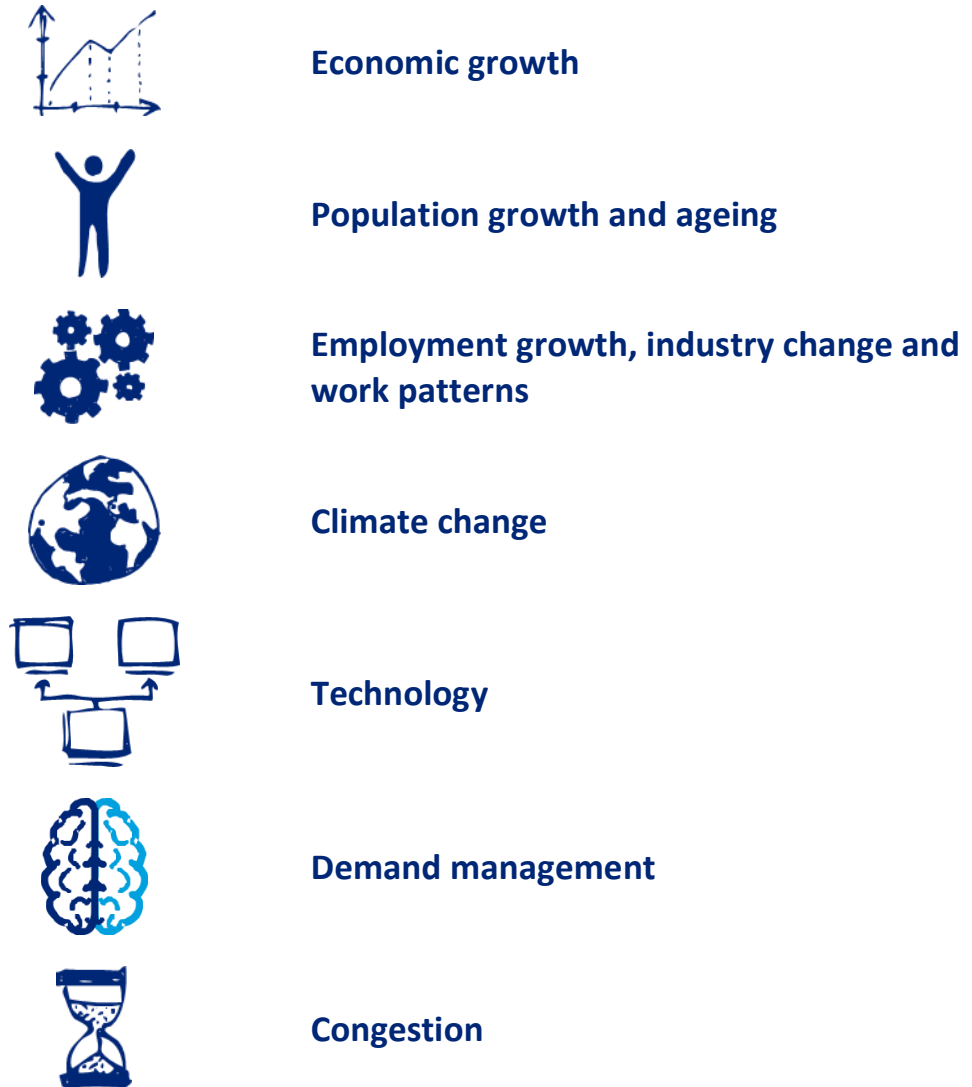 Economic growth
Population growth and ageing
Employment growth, industry change and
work patterns
Climate change
Technology
Demand management
Congestion